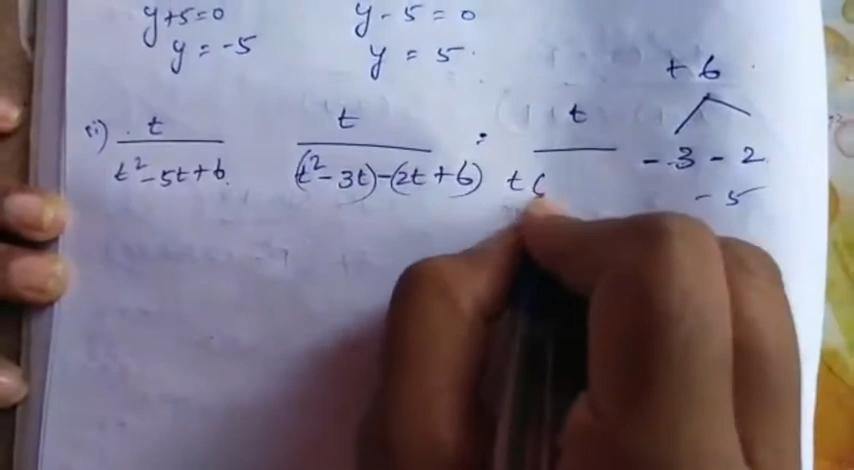 y+5=0 y-5=0
y=-5 y=5.
+6
ii) t/(t²-5t+6) t/((t²-3t)-(2t+6)) ; t/(t(
-3 -2
-5